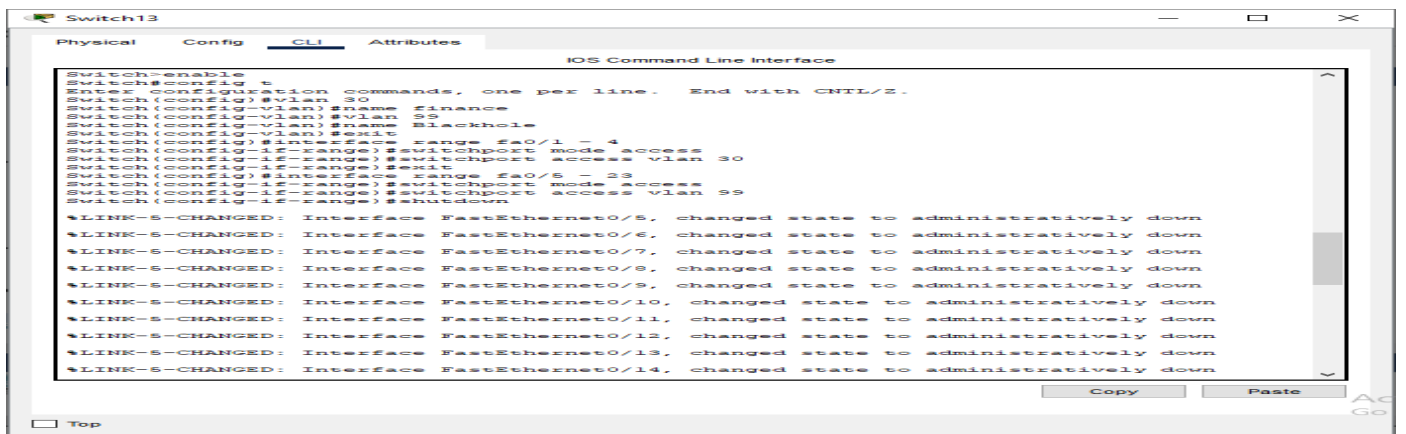 Switch13
Physical Config CLI Attributes
IOS Command Line Interface
Switch>enable
Switch#config t
Enter configuration commands, one per line. End with CNTL/Z.
Switch(config)#vlan 30
Switch(config-vlan)#name finance
Switch(config-vlan)#vlan 99
Switch(config-vlan)#name Blackhole
Switch(config-vlan)#exit
Switch(config)#interface range fa0/1 - 4
Switch(config-if-range)#switchport mode access
Switch(config-if-range)#switchport access vlan 30
Switch(config-if-range)#exit
Switch(config)#interface range fa0/5 - 23
Switch(config-if-range)#switchport mode access
Switch(config-if-range)#switchport access vlan 99
Switch(config-if-range)#shutdown
%LINK-5-CHANGED: Interface FastEthernet0/5, changed state to administratively down
%LINK-5-CHANGED: Interface FastEthernet0/6, changed state to administratively down
%LINK-5-CHANGED: Interface FastEthernet0/7, changed state to administratively down
%LINK-5-CHANGED: Interface FastEthernet0/8, changed state to administratively down
%LINK-5-CHANGED: Interface FastEthernet0/9, changed state to administratively down
%LINK-5-CHANGED: Interface FastEthernet0/10, changed state to administratively down
%LINK-5-CHANGED: Interface FastEthernet0/11, changed state to administratively down
%LINK-5-CHANGED: Interface FastEthernet0/12, changed state to administratively down
%LINK-5-CHANGED: Interface FastEthernet0/13, changed state to administratively down
%LINK-5-CHANGED: Interface FastEthernet0/14, changed state to administratively down
Copy Paste
Top